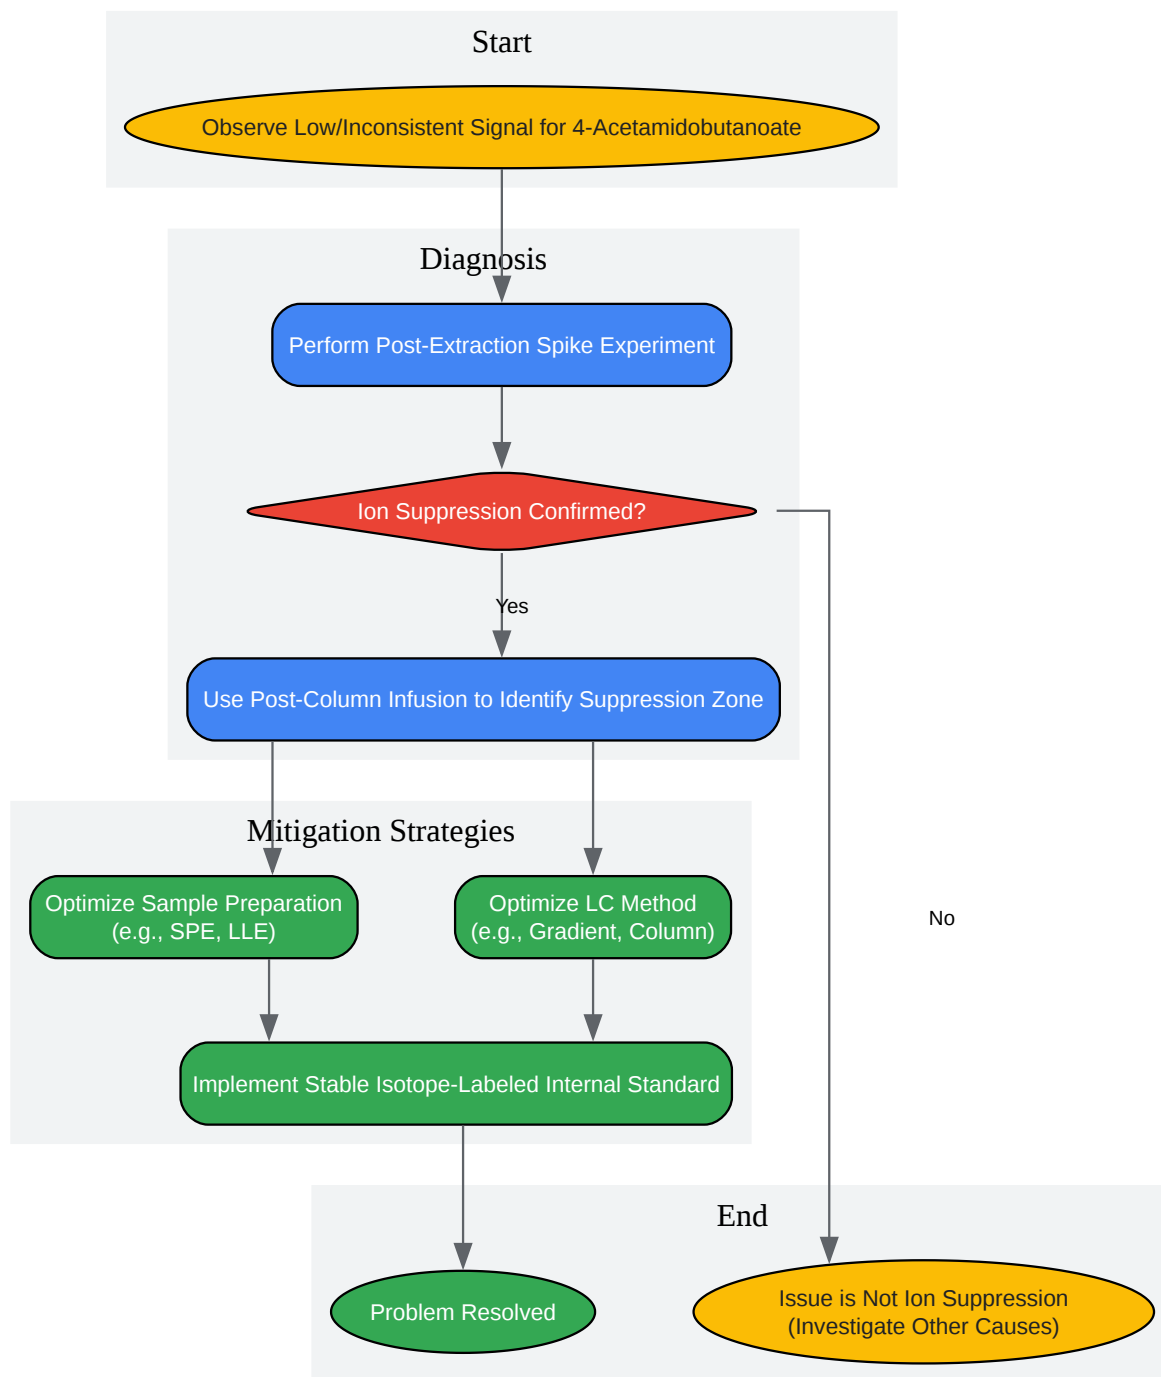 Start
Observe Low/Inconsistent Signal for 4-Acetamidobutanoate
Diagnosis
Perform Post-Extraction Spike Experiment
Ion Suppression Confirmed?
Yes
Use Post-Column Infusion to Identify Suppression Zone
Mitigation Strategies
Optimize Sample Preparation
(e.g., SPE, LLE)
Optimize LC Method
(e.g., Gradient, Column)
No
Implement Stable Isotope-Labeled Internal Standard
End
Problem Resolved
Issue is Not Ion Suppression
(Investigate Other Causes)